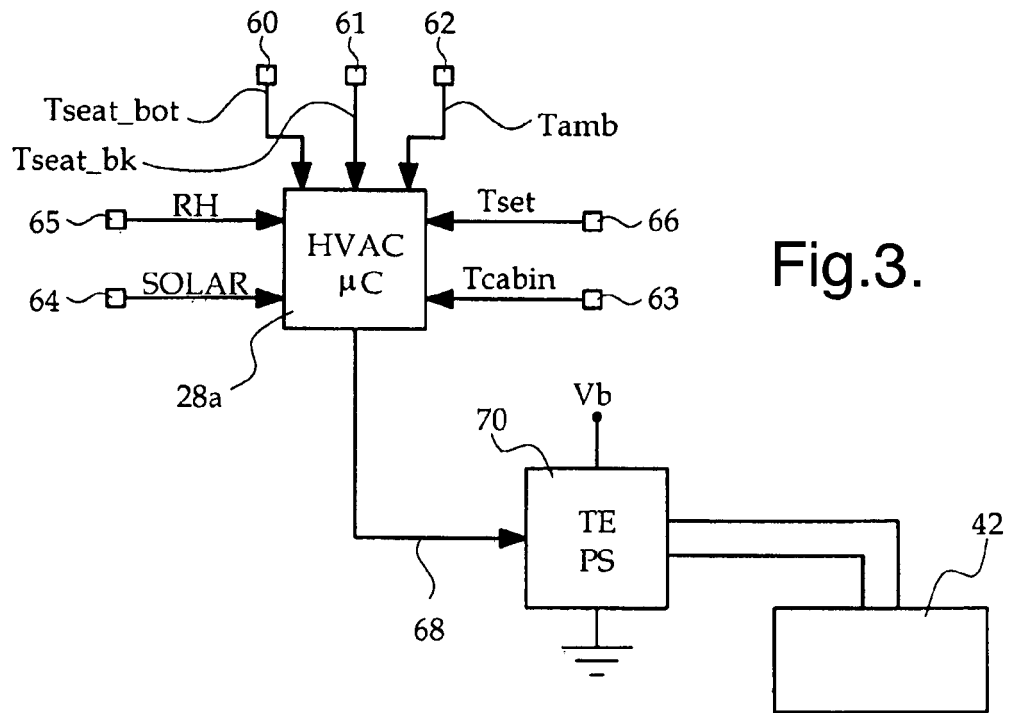 60
61
62
Tseat_bot
Tamb
Tseat_bk
65
RH
Tset
66
HVAC
µC
Fig.3.
64
SOLAR
Tcabin
63
28a
Vb
70
TE
PS
42
68